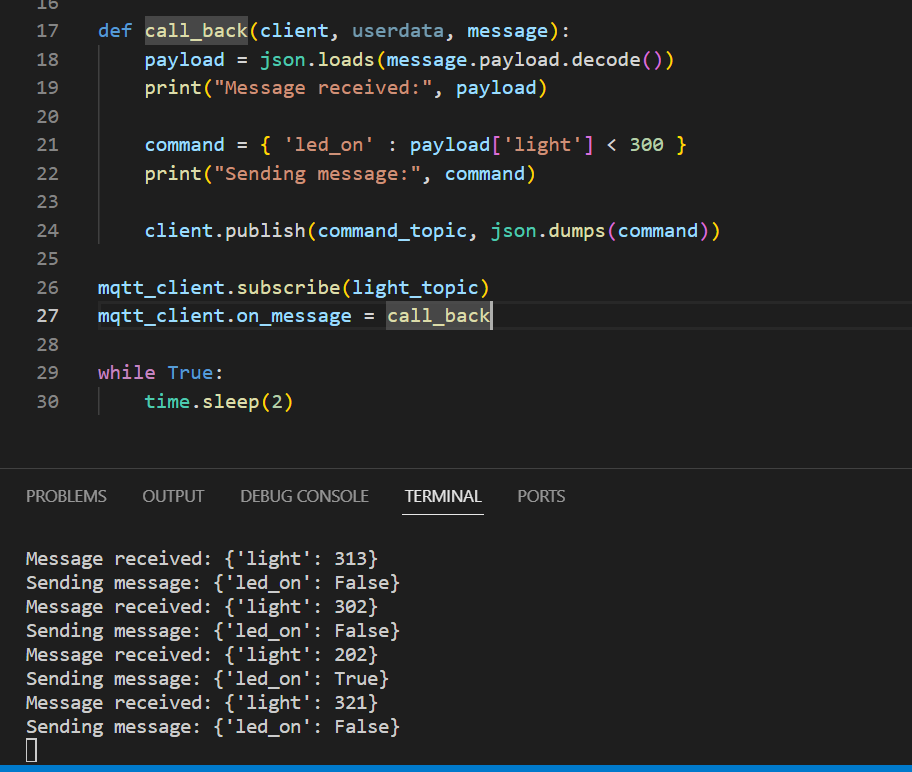 16
17 def call_back(client, userdata, message):
18     payload = json.loads(message.payload.decode())
19     print("Message received:", payload)
20
21     command = { 'led_on' : payload['light'] < 300 }
22     print("Sending message:", command)
23
24     client.publish(command_topic, json.dumps(command))
25
26 mqtt_client.subscribe(light_topic)
27 mqtt_client.on_message = call_back
28
29 while True:
30     time.sleep(2)
PROBLEMS OUTPUT DEBUG CONSOLE TERMINAL PORTS
Message received: {'light': 313}
Sending message: {'led_on': False}
Message received: {'light': 302}
Sending message: {'led_on': False}
Message received: {'light': 202}
Sending message: {'led_on': True}
Message received: {'light': 321}
Sending message: {'led_on': False}